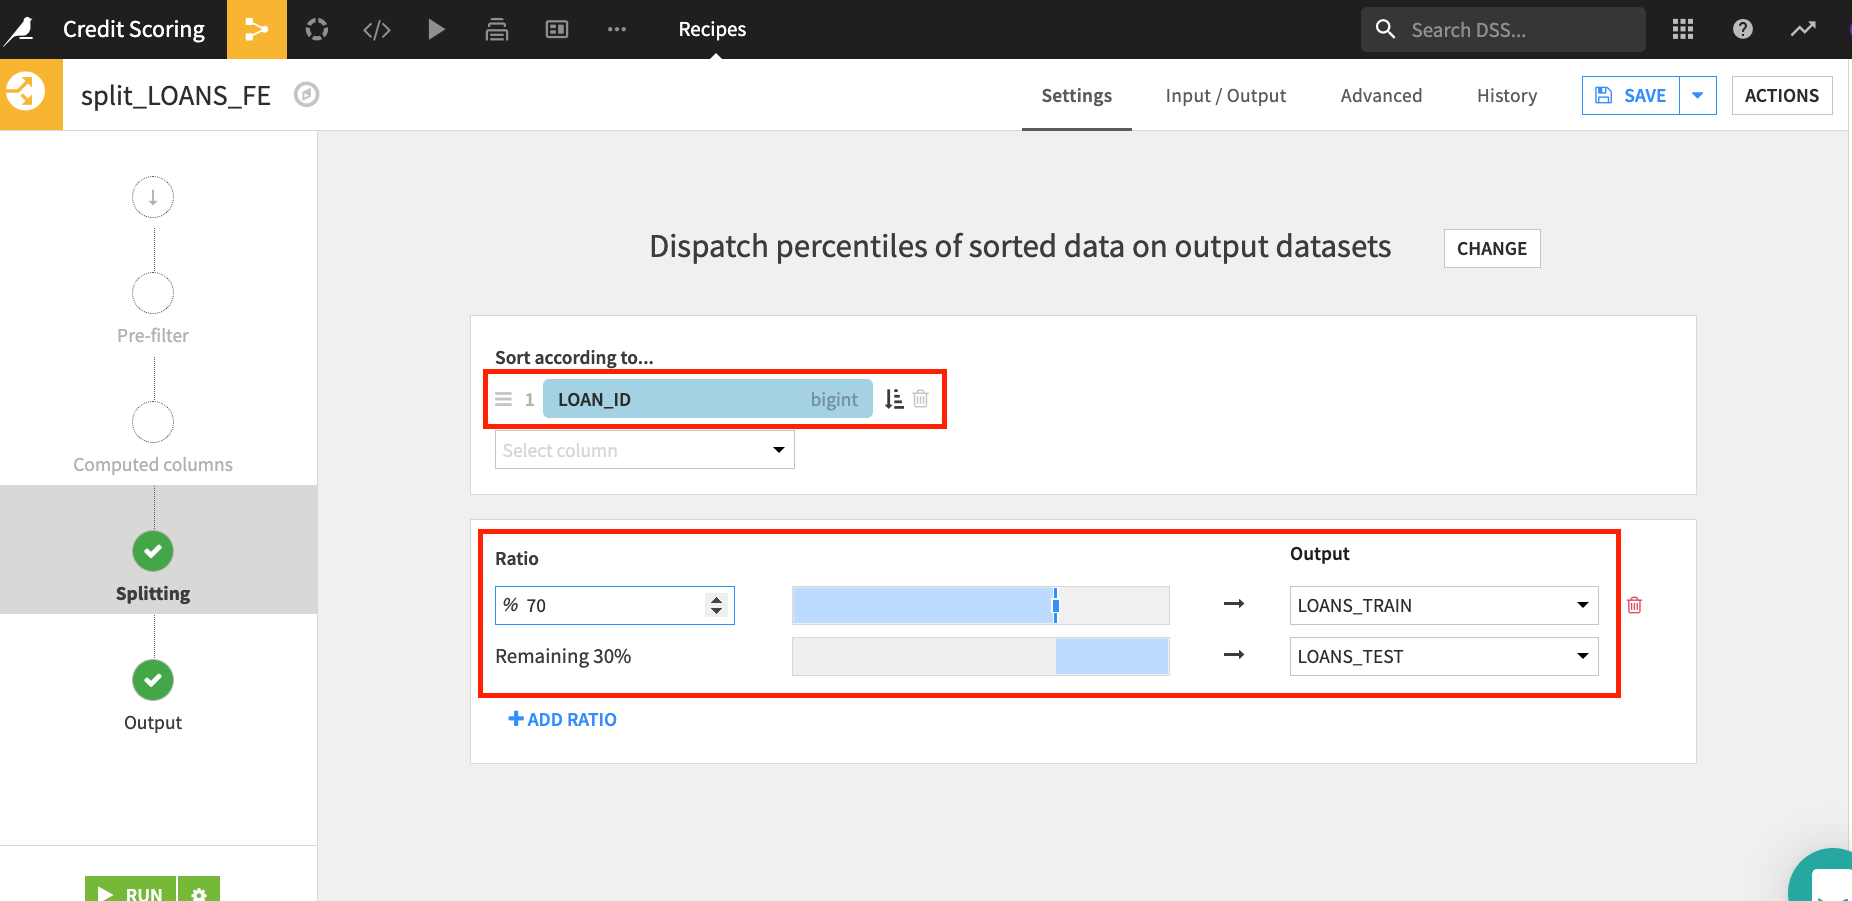 Credit Scoring
</>
Recipes
Search DSS...
split_LOANS_FE
Settings
Input / Output
Advanced
History
SAVE
ACTIONS
Pre-filter
Computed columns
Splitting
Output
RUN
Dispatch percentiles of sorted data on output datasets
CHANGE
Sort according to...
1 LOAN_ID bigint
Select column
Ratio Output
% 70 LOANS_TRAIN
Remaining 30% LOANS_TEST
+ ADD RATIO